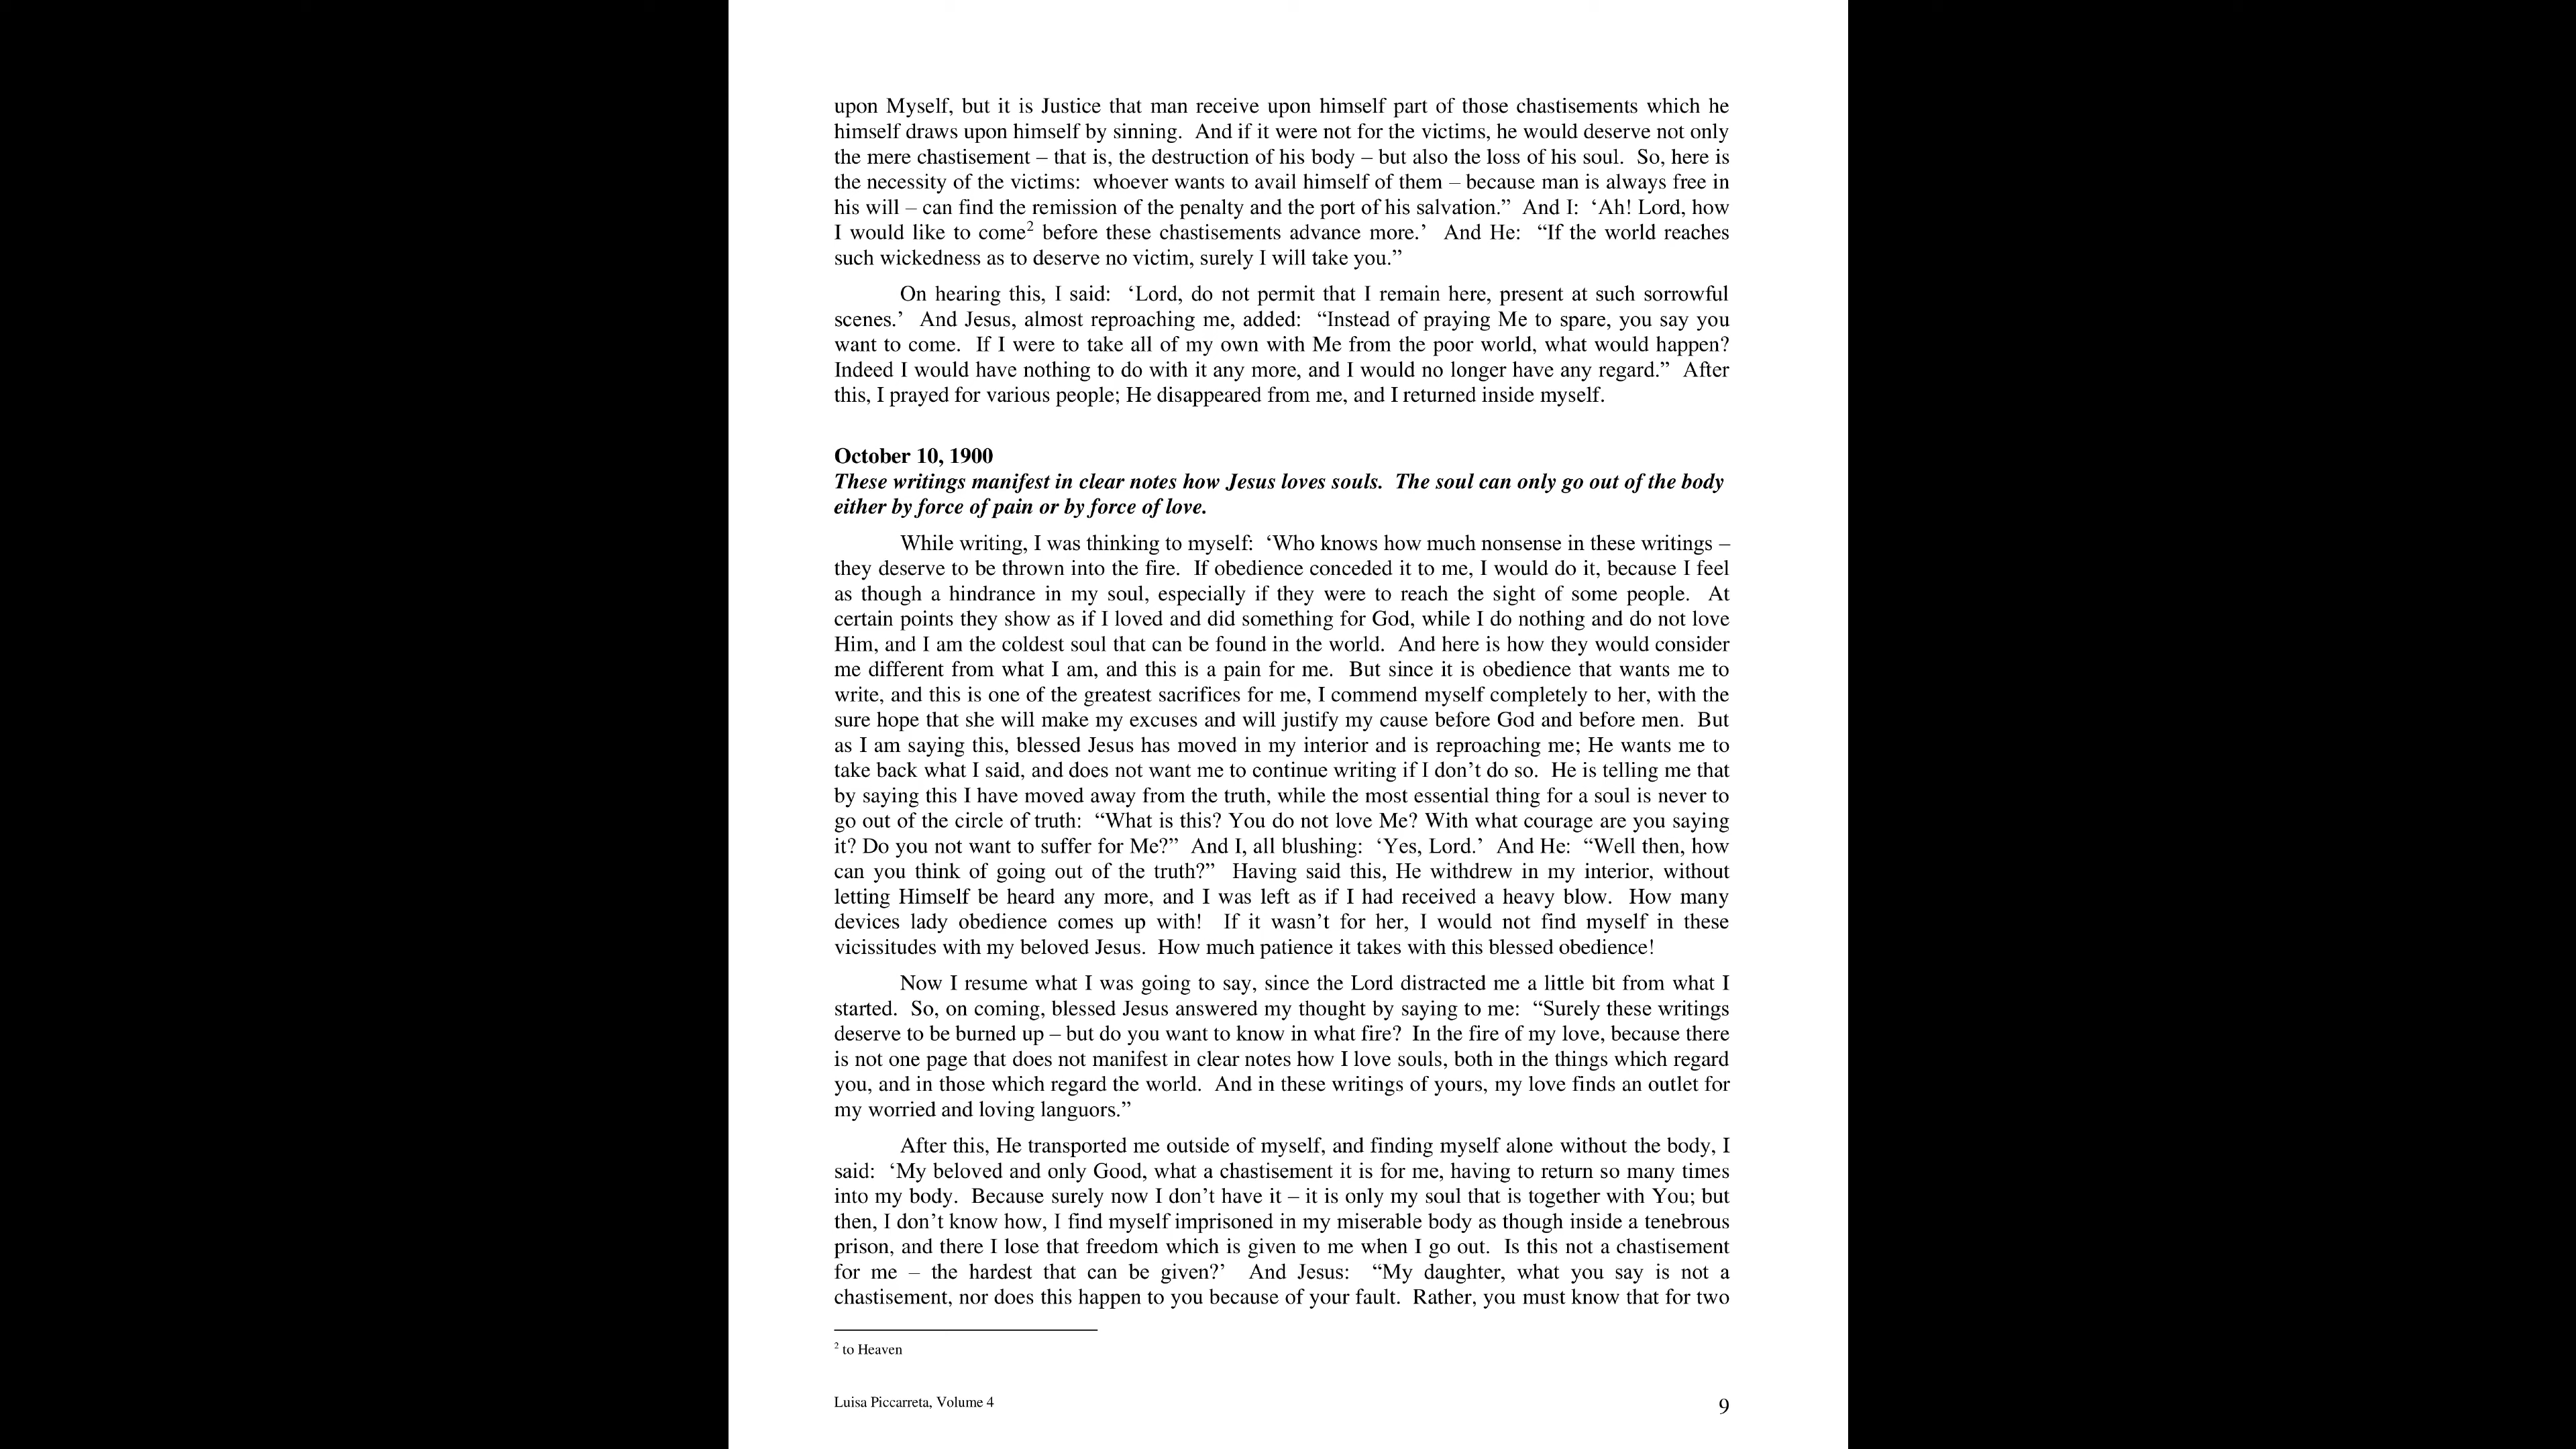 upon Myself, but it is Justice that man receive upon himself part of those chastisements which he
himself draws upon himself by sinning.  And if it were not for the victims, he would deserve not only
the mere chastisement – that is, the destruction of his body – but also the loss of his soul.  So, here is
the necessity of the victims:  whoever wants to avail himself of them – because man is always free in
his will – can find the remission of the penalty and the port of his salvation.”  And I:  ‘Ah! Lord, how
I would like to come² before these chastisements advance more.’  And He:  “If the world reaches
such wickedness as to deserve no victim, surely I will take you.”
On hearing this, I said:  ‘Lord, do not permit that I remain here, present at such sorrowful
scenes.’  And Jesus, almost reproaching me, added:  “Instead of praying Me to spare, you say you
want to come.  If I were to take all of my own with Me from the poor world, what would happen?
Indeed I would have nothing to do with it any more, and I would no longer have any regard.”  After
this, I prayed for various people; He disappeared from me, and I returned inside myself.
October 10, 1900
These writings manifest in clear notes how Jesus loves souls.  The soul can only go out of the body
either by force of pain or by force of love.
While writing, I was thinking to myself:  ‘Who knows how much nonsense in these writings –
they deserve to be thrown into the fire.  If obedience conceded it to me, I would do it, because I feel
as though a hindrance in my soul, especially if they were to reach the sight of some people.  At
certain points they show as if I loved and did something for God, while I do nothing and do not love
Him, and I am the coldest soul that can be found in the world.  And here is how they would consider
me different from what I am, and this is a pain for me.  But since it is obedience that wants me to
write, and this is one of the greatest sacrifices for me, I commend myself completely to her, with the
sure hope that she will make my excuses and will justify my cause before God and before men.  But
as I am saying this, blessed Jesus has moved in my interior and is reproaching me; He wants me to
take back what I said, and does not want me to continue writing if I don’t do so.  He is telling me that
by saying this I have moved away from the truth, while the most essential thing for a soul is never to
go out of the circle of truth:  “What is this? You do not love Me? With what courage are you saying
it? Do you not want to suffer for Me?”  And I, all blushing:  ‘Yes, Lord.’  And He:  “Well then, how
can you think of going out of the truth?”  Having said this, He withdrew in my interior, without
letting Himself be heard any more, and I was left as if I had received a heavy blow.  How many
devices lady obedience comes up with!  If it wasn’t for her, I would not find myself in these
vicissitudes with my beloved Jesus.  How much patience it takes with this blessed obedience!
Now I resume what I was going to say, since the Lord distracted me a little bit from what I
started.  So, on coming, blessed Jesus answered my thought by saying to me:  “Surely these writings
deserve to be burned up – but do you want to know in what fire?  In the fire of my love, because there
is not one page that does not manifest in clear notes how I love souls, both in the things which regard
you, and in those which regard the world.  And in these writings of yours, my love finds an outlet for
my worried and loving languors.”
After this, He transported me outside of myself, and finding myself alone without the body, I
said:  ‘My beloved and only Good, what a chastisement it is for me, having to return so many times
into my body.  Because surely now I don’t have it – it is only my soul that is together with You; but
then, I don’t know how, I find myself imprisoned in my miserable body as though inside a tenebrous
prison, and there I lose that freedom which is given to me when I go out.  Is this not a chastisement
for me – the hardest that can be given?’  And Jesus:  “My daughter, what you say is not a
chastisement, nor does this happen to you because of your fault.  Rather, you must know that for two
² to Heaven
Luisa Piccarreta, Volume 4
9